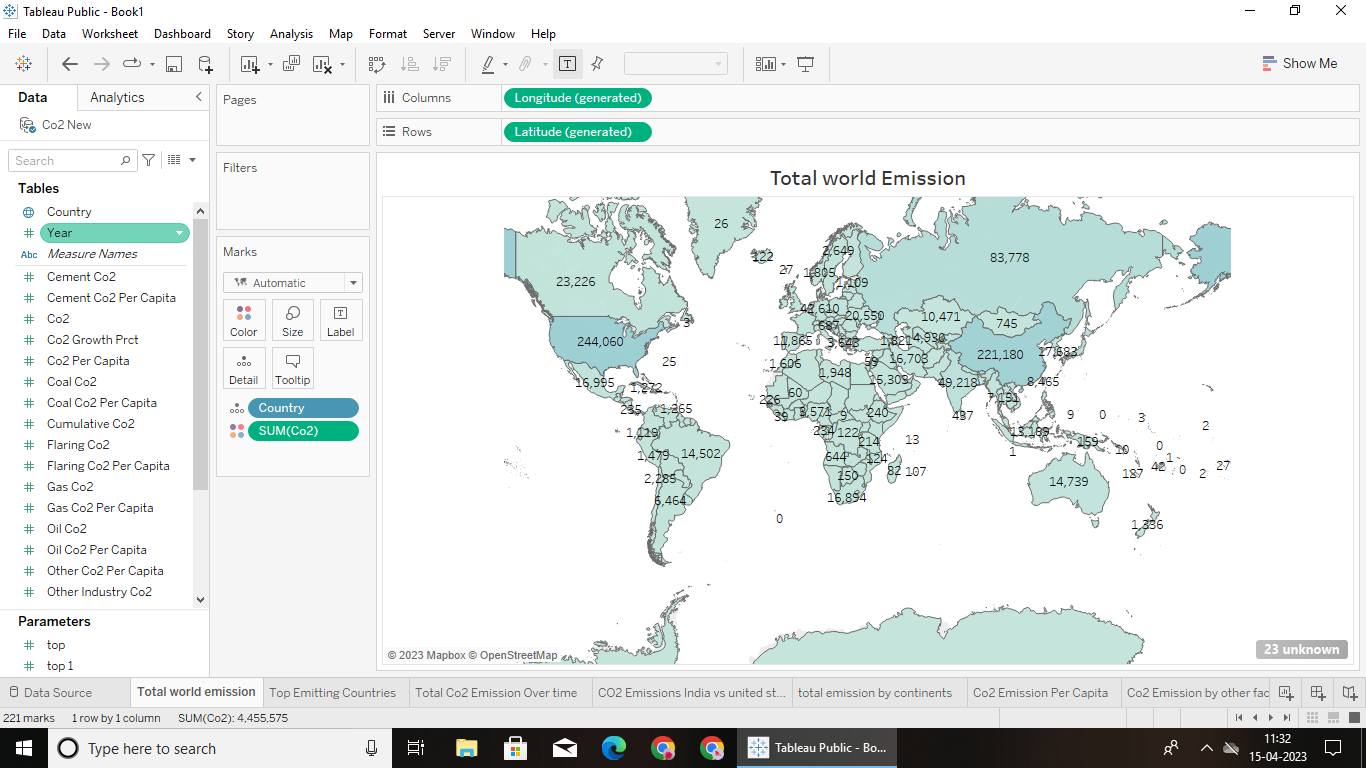 Tableau Public - Book1
File Data Worksheet Dashboard Story Analysis Map Format Server Window Help
Show Me
Data Analytics
Co2 New
Search
Tables
Country
Year
Abc Measure Names
Cement Co2
Cement Co2 Per Capita
Co2
Co2 Growth Prct
Co2 Per Capita
Coal Co2
Coal Co2 Per Capita
Cumulative Co2
Flaring Co2
Flaring Co2 Per Capita
Gas Co2
Gas Co2 Per Capita
Oil Co2
Oil Co2 Per Capita
Other Co2 Per Capita
Other Industry Co2
Parameters
top
top 1
Pages
Filters
Marks
Automatic
Color Size Label
Detail Tooltip
Country
SUM(Co2)
Columns Longitude (generated)
Rows Latitude (generated)
Total world Emission
26
2,649
122
83,778
27
1,805
23,226
1,109
3
20,550
10,471
745
244,060
11,865
3,643
1,821
221,180
17,683
25
1,606
1,948
59
16,703
16,995
1,272
60
15,303
49,218
8,465
7,151
226
235
1,265
39
3,571
9
240
437
9
0
3
2
1,119
234
122
214
13
13,189
159
10
0
1,479
14,502
644
124
1
1
2,285
150
82
107
14,739
187
42
0
2
27
6,464
16,894
0
1,336
© 2023 Mapbox © OpenStreetMap
23 unknown
Data Source Total world emission Top Emitting Countries Total Co2 Emission Over time CO2 Emissions India vs united st... total emission by continents Co2 Emission Per Capita Co2 Emission by other fac
221 marks 1 row by 1 column SUM(Co2): 4,455,575
Type here to search
Tableau Public - Bo...
11:32
15-04-2023